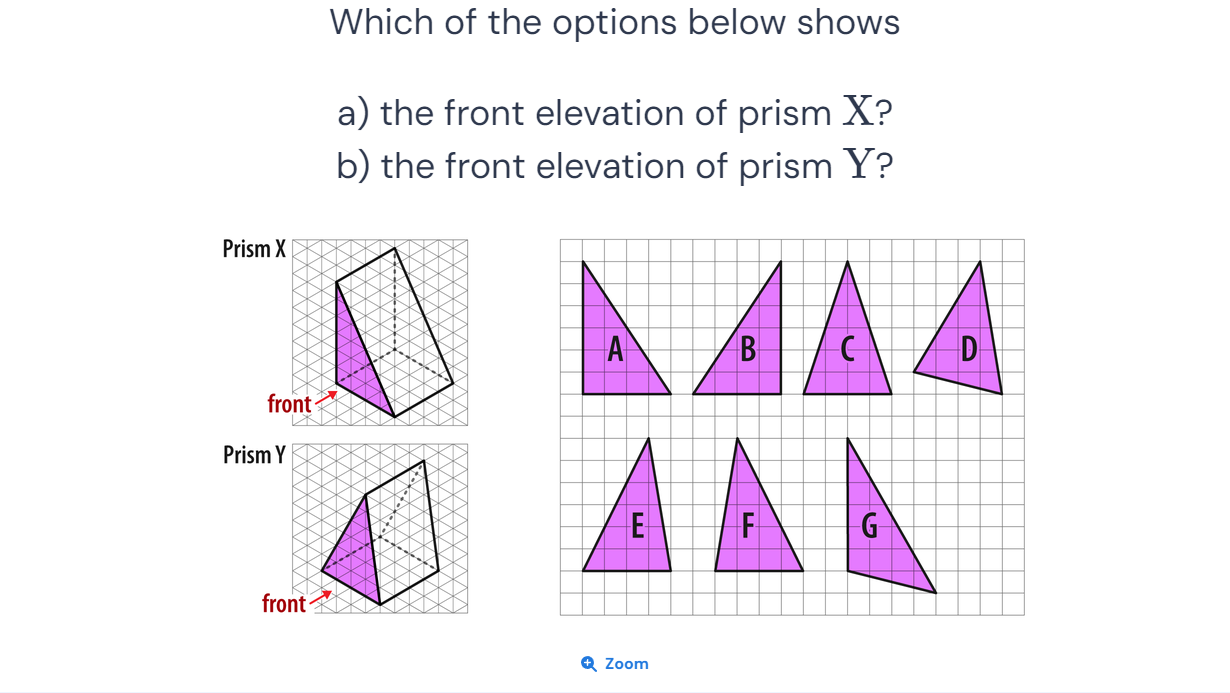 Which of the options below shows
a) the front elevation of prism X?
b) the front elevation of prism Y?
Prism X
front
Prism Y
front
A B C D
E F G
Zoom